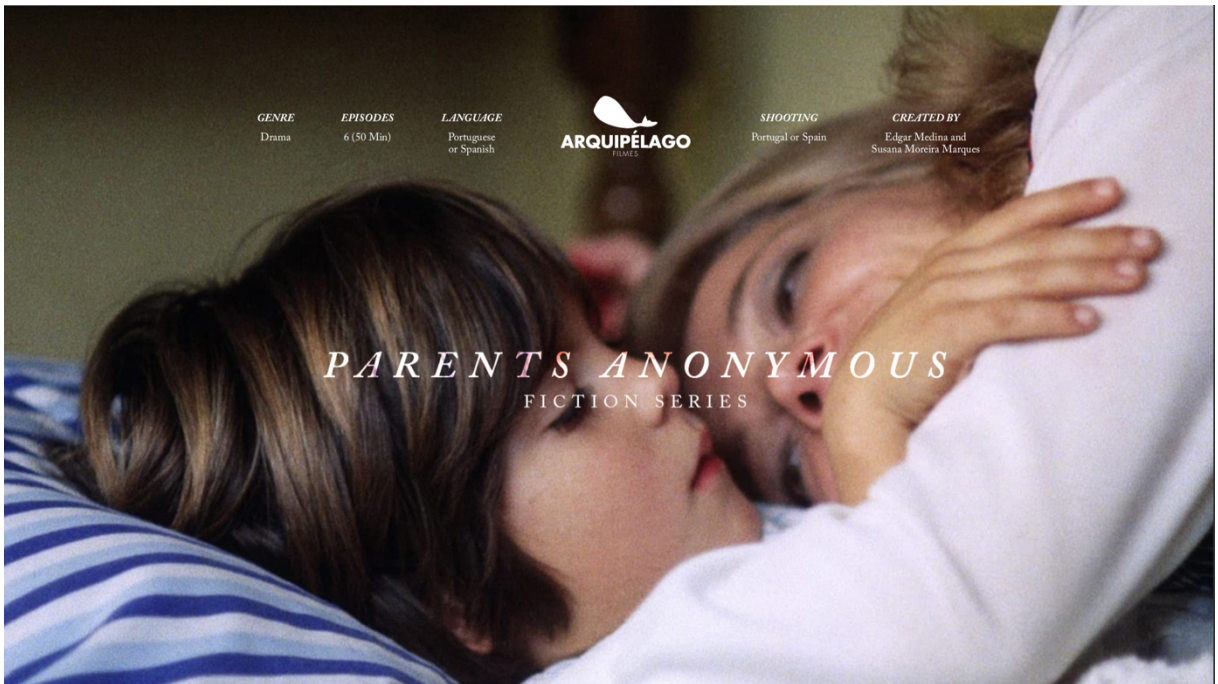 GENRE
Drama
EPISODES
6 (50 Min)
LANGUAGE
Portuguese
or Spanish
ARQUIPÉLAGO
FILMES
SHOOTING
Portugal or Spain
CREATED BY
Edgar Medina and
Susana Moreira Marques
PARENTS ANONYMOUS
FICTION SERIES